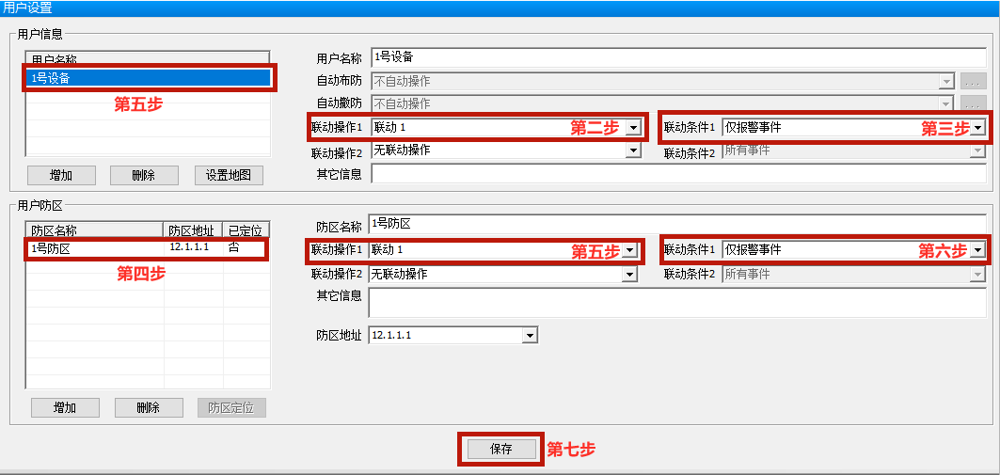 用户设置
用户信息
用户名称
1号设备
第五步
增加 删除 设置地图
用户名称 1号设备
自动布防 不自动操作 ...
自动撤防 不自动操作 ...
联动操作1 联动 1 第二步 联动条件1 仅报警事件 第三步
联动操作2 无联动操作 联动条件2 所有事件
其它信息
用户防区
防区名称 防区地址 已定位
1号防区 12.1.1.1 否
第四步
增加 删除 防区定位
防区名称 1号防区
联动操作1 联动 1 第五步 联动条件1 仅报警事件 第六步
联动操作2 无联动操作 联动条件2 所有事件
其它信息
防区地址 12.1.1.1
保存 第七步